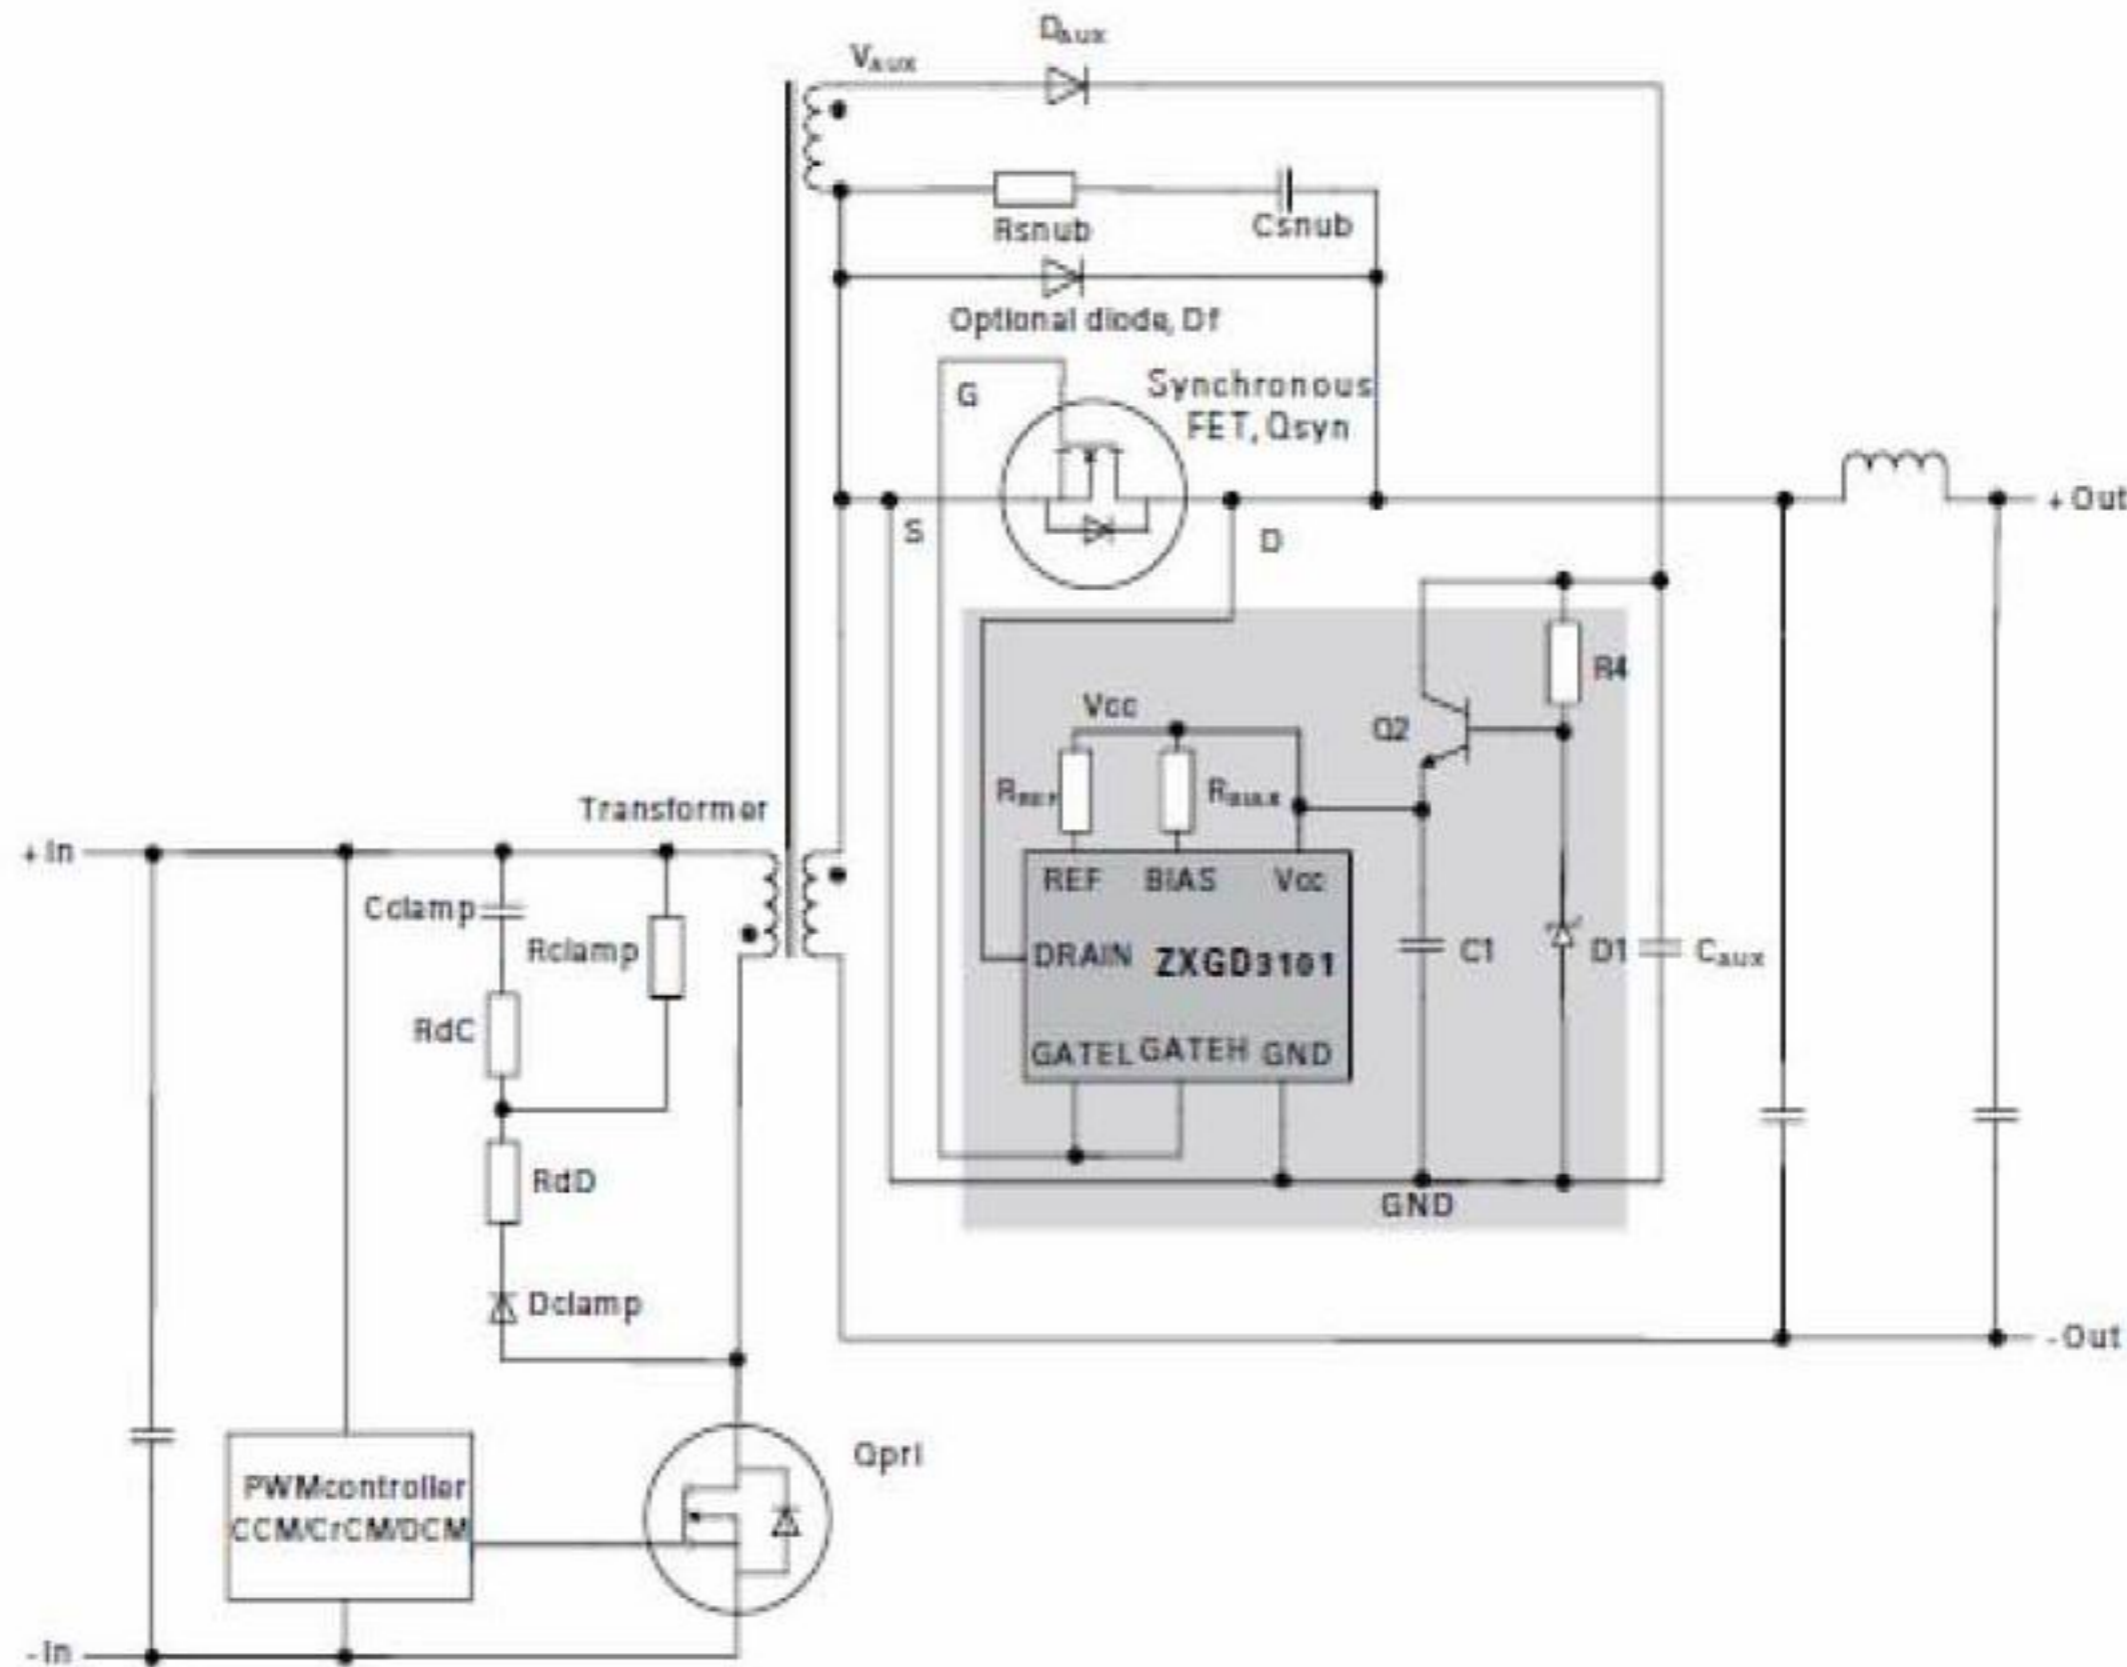 DAUX
VAUX
Rsnub
Csnub
Optional diode, Df
G
Synchronous
FET, Qsyn
S
D
+Out
R4
Vcc
Q2
RREF
RBIAS
Transformer
+In
REF BIAS Vcc
Cclamp
Rclamp
DRAIN ZXGD3101
C1
D1
Caux
RdC
GATEL GATEH GND
RdD
GND
Dclamp
-Out
Qpri
PWMcontroller
CCM/CrCM/DCM
-In